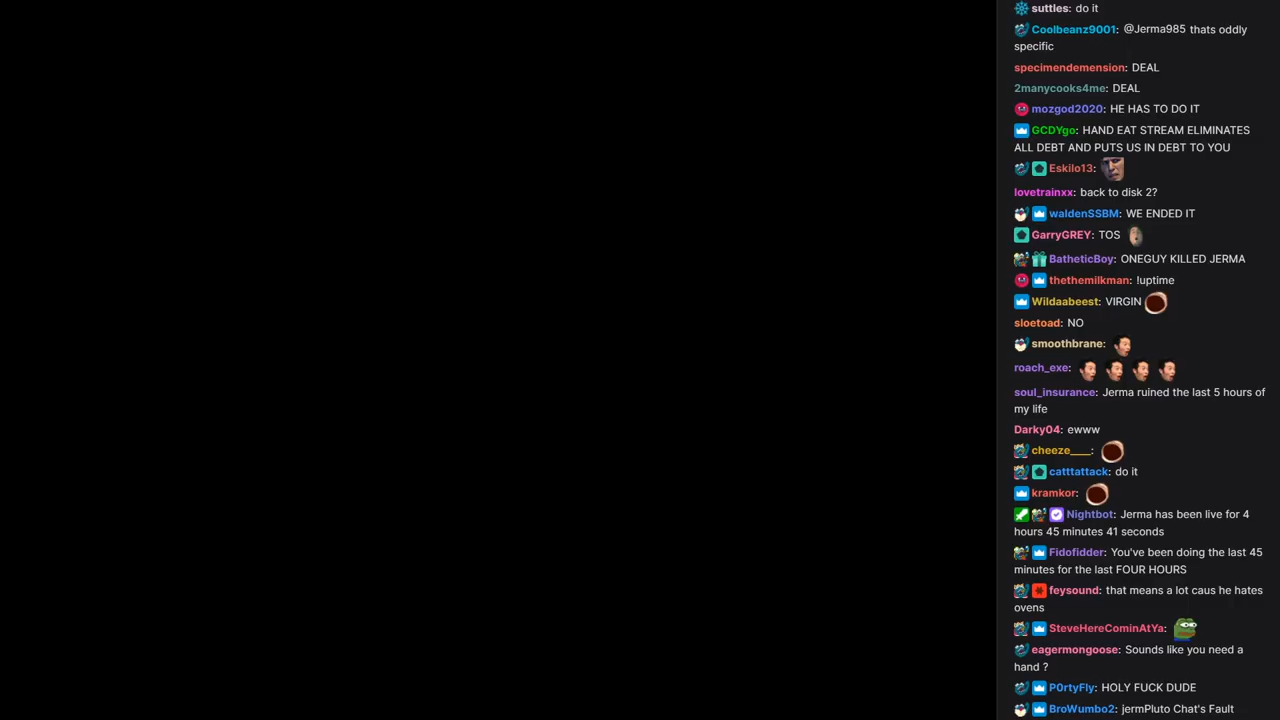 suttles: do it
Coolbeanz9001: @Jerma985 thats oddly
specific
specimendemension: DEAL
2manycooks4me: DEAL
mozgod2020: HE HAS TO DO IT
GCDYgo: HAND EAT STREAM ELIMINATES
ALL DEBT AND PUTS US IN DEBT TO YOU
Eskilo13:
lovetrainxx: back to disk 2?
waldenSSBM: WE ENDED IT
GarryGREY: TOS
BatheticBoy: ONEGUY KILLED JERMA
thethemilkman: !uptime
Wildaabeest: VIRGIN
sloetoad: NO
smoothbrane:
roach_exe:
soul_insurance: Jerma ruined the last 5 hours of
my life
Darky04: ewww
cheeze____:
catttattack: do it
kramkor:
Nightbot: Jerma has been live for 4
hours 45 minutes 41 seconds
Fidofidder: You've been doing the last 45
minutes for the last FOUR HOURS
feysound: that means a lot caus he hates
ovens
SteveHereCominAtYa:
eagermongoose: Sounds like you need a
hand ?
P0rtyFly: HOLY FUCK DUDE
BroWumbo2: jermPluto Chat's Fault